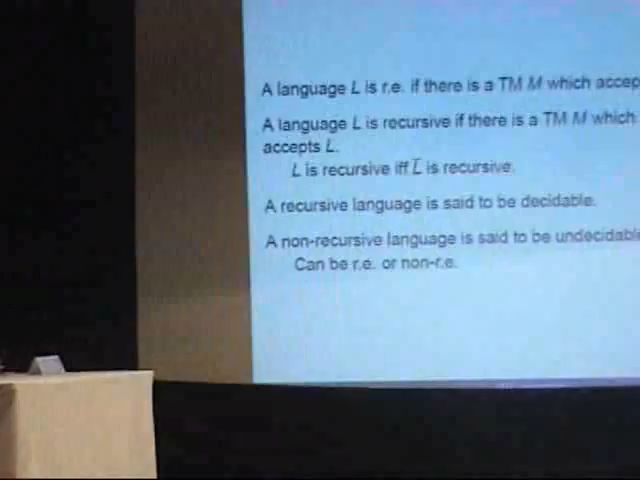 A language L is r.e. if there is a TM M which accep
A language L is recursive if there is a TM M which
accepts L.
L is recursive iff L̅ is recursive.
A recursive language is said to be decidable.
A non-recursive language is said to be undecidable
Can be r.e. or non-r.e.